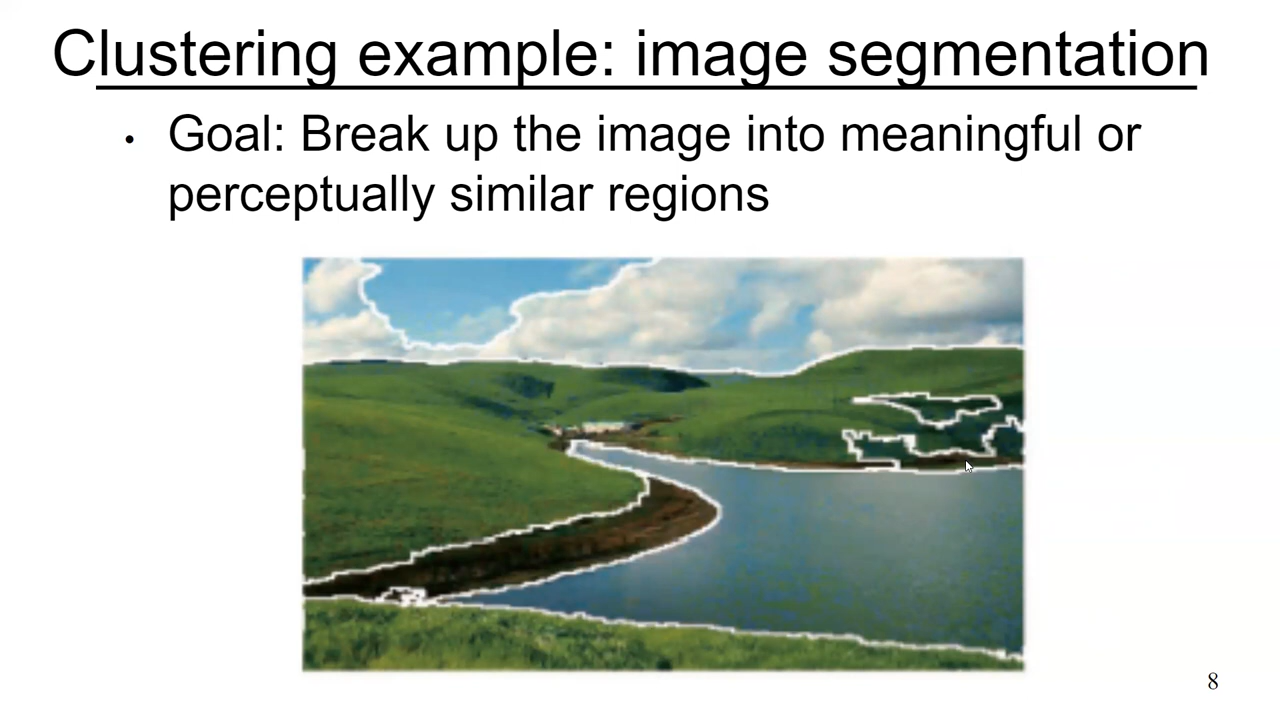 Clustering example: image segmentation
• Goal: Break up the image into meaningful or
perceptually similar regions
8